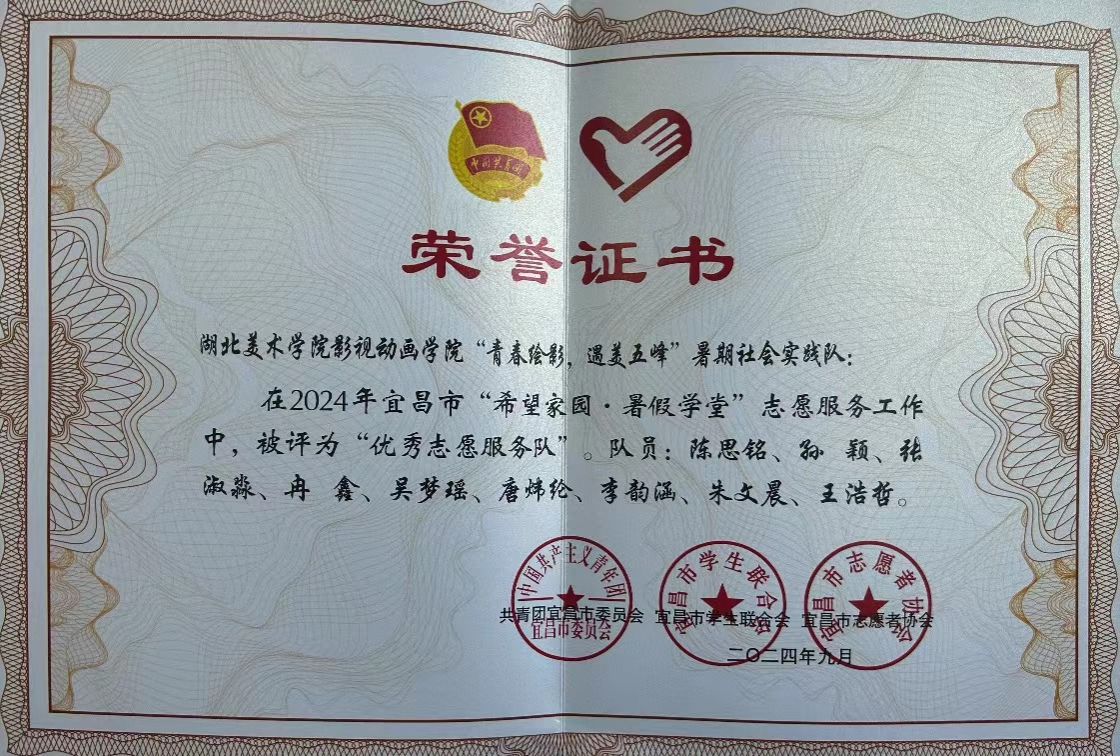 中国共青团
荣誉证书
湖北美术学院影视动画学院“青春绘影，遇美五峰”暑期社会实践队：
在2024年宜昌市“希望家园·暑假学堂”志愿服务工作
中，被评为“优秀志愿服务队”。队员：陈思铭、孙 颖、张
淑淼、冉 鑫、吴梦瑶、唐炜纶、李韵涵、朱文晨、王浩哲。
中国共产主义青年团
宜昌市委员会
宜昌市学生联合会
宜昌市志愿者协会
共青团宜昌市委员会 宜昌市学生联合会 宜昌市志愿者协会
二〇二四年九月